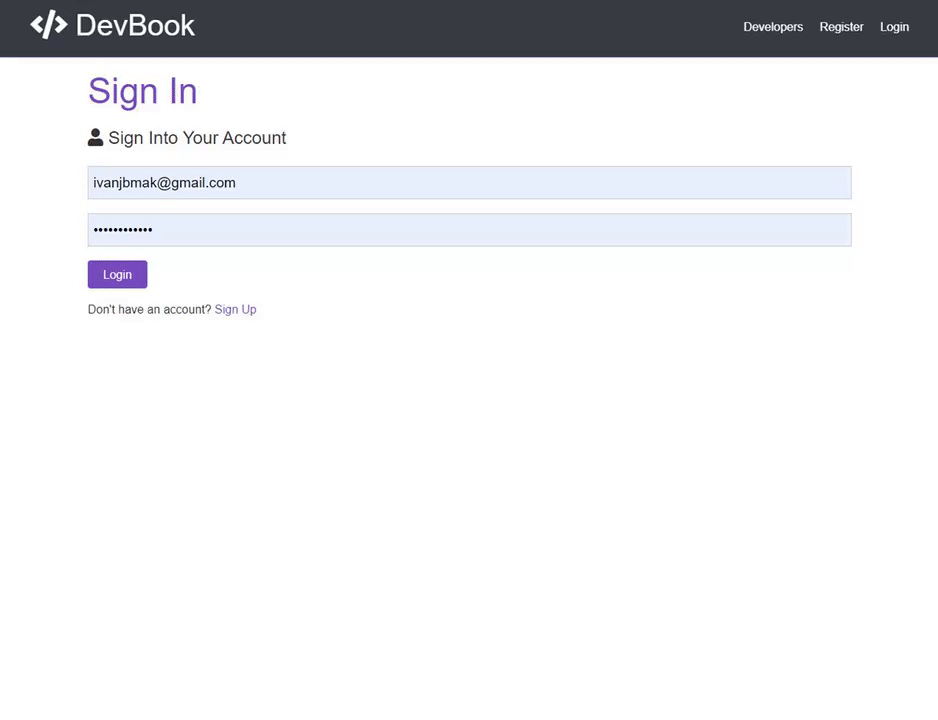 </> DevBook
Developers Register Login
Sign In
Sign Into Your Account
ivanjbmak@gmail.com
••••••••••••
Login
Don't have an account? Sign Up